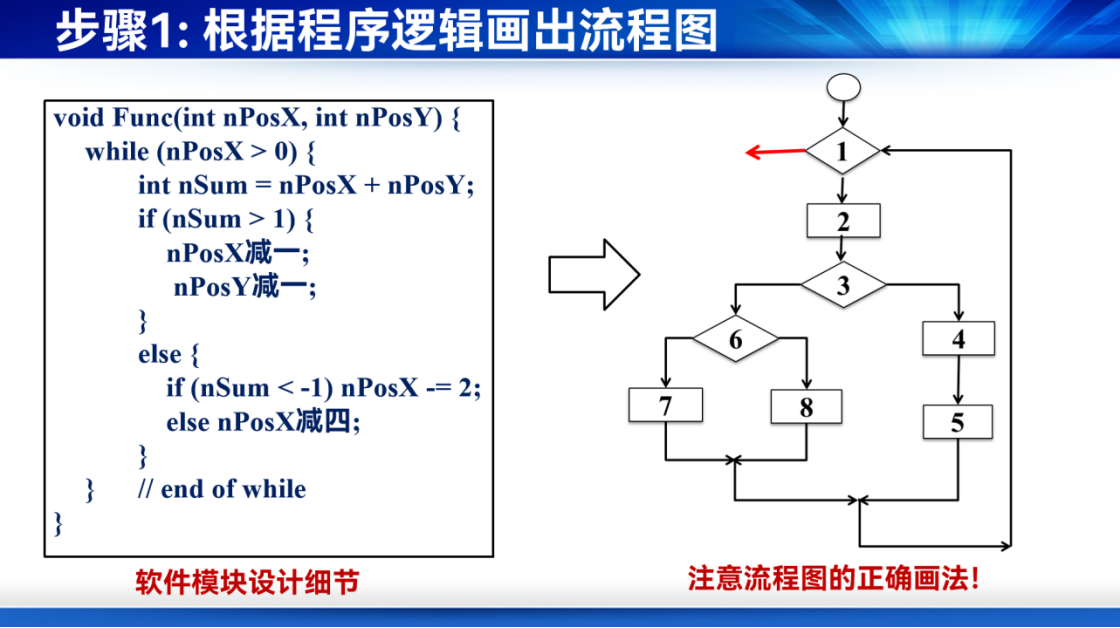 步骤1: 根据程序逻辑画出流程图
void Func(int nPosX, int nPosY) {
while (nPosX > 0) {
int nSum = nPosX + nPosY;
if (nSum > 1) {
nPosX减一;
nPosY减一;
}
else {
if (nSum < -1) nPosX -= 2;
else nPosX减四;
}
} // end of while
}
软件模块设计细节
1
2
3
6
4
7
8
5
注意流程图的正确画法!